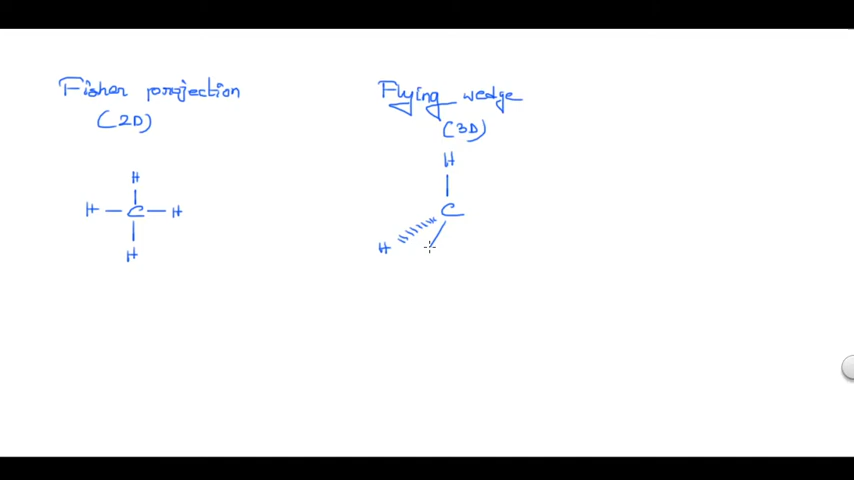 Fisher projection
(2D)
H
H - C - H
H
Flying wedge
(3D)
H
C
H